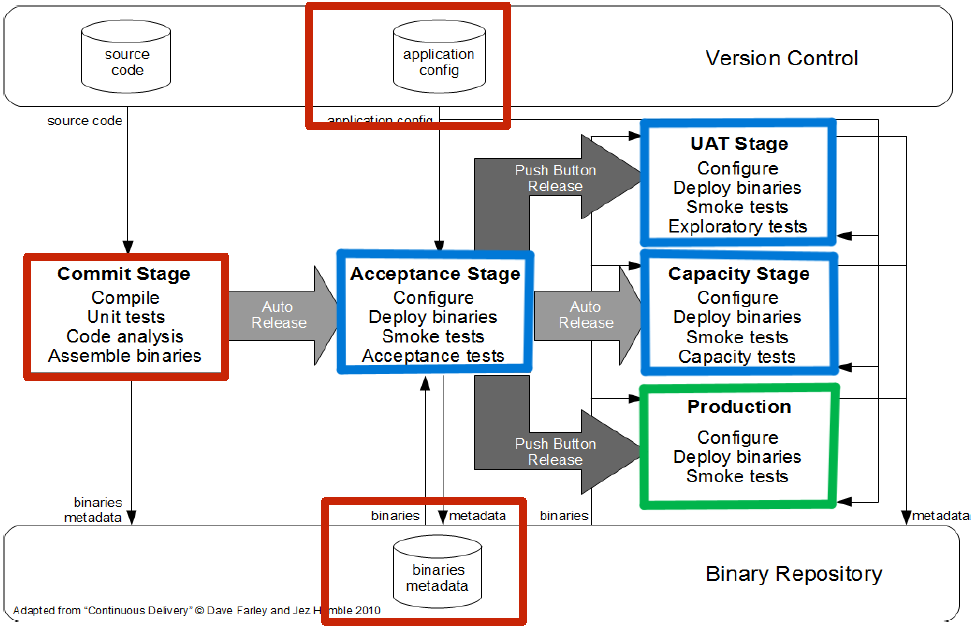 source
code
application
config
Version Control
source code
application config
UAT Stage
Configure
Deploy binaries
Smoke tests
Exploratory tests
Push Button
Release
Commit Stage
Compile
Unit tests
Code analysis
Assemble binaries
Auto
Release
Acceptance Stage
Configure
Deploy binaries
Smoke tests
Acceptance tests
Auto
Release
Capacity Stage
Configure
Deploy binaries
Smoke tests
Capacity tests
Push Button
Release
Production
Configure
Deploy binaries
Smoke tests
binaries
metadata
binaries
metadata
binaries
metadata
binaries
metadata
Binary Repository
Adapted from “Continuous Delivery” © Dave Farley and Jez Humble 2010